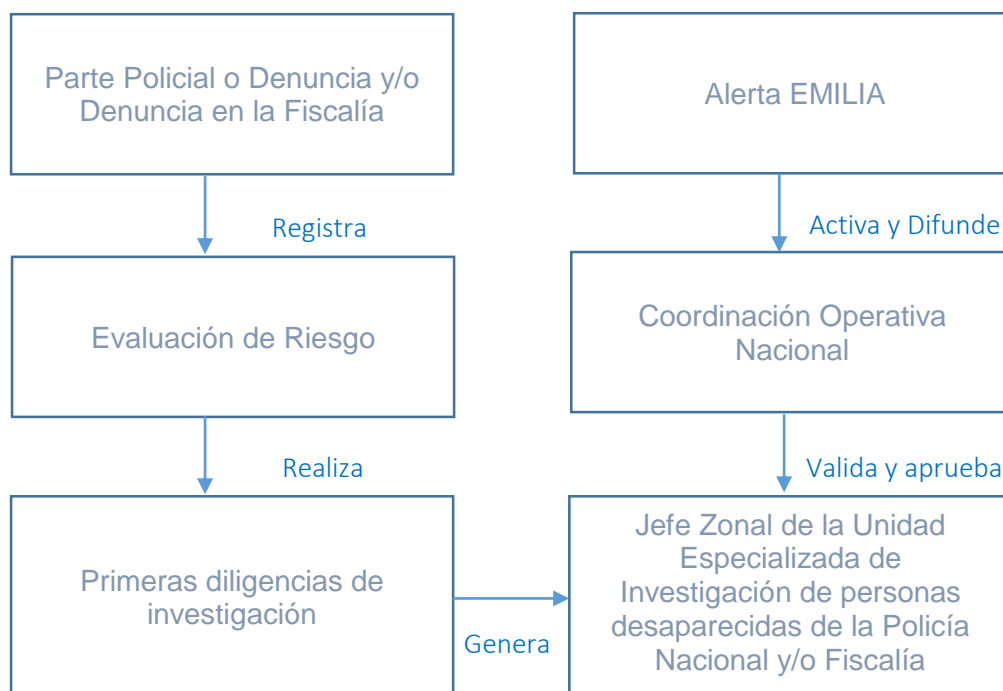 Parte Policial o Denuncia y/o
Denuncia en la Fiscalía
Registra
Evaluación de Riesgo
Realiza
Primeras diligencias de
investigación
Genera
Alerta EMILIA
Activa y Difunde
Coordinación Operativa
Nacional
Valida y aprueba
Jefe Zonal de la Unidad
Especializada de
Investigación de personas
desaparecidas de la Policía
Nacional y/o Fiscalía